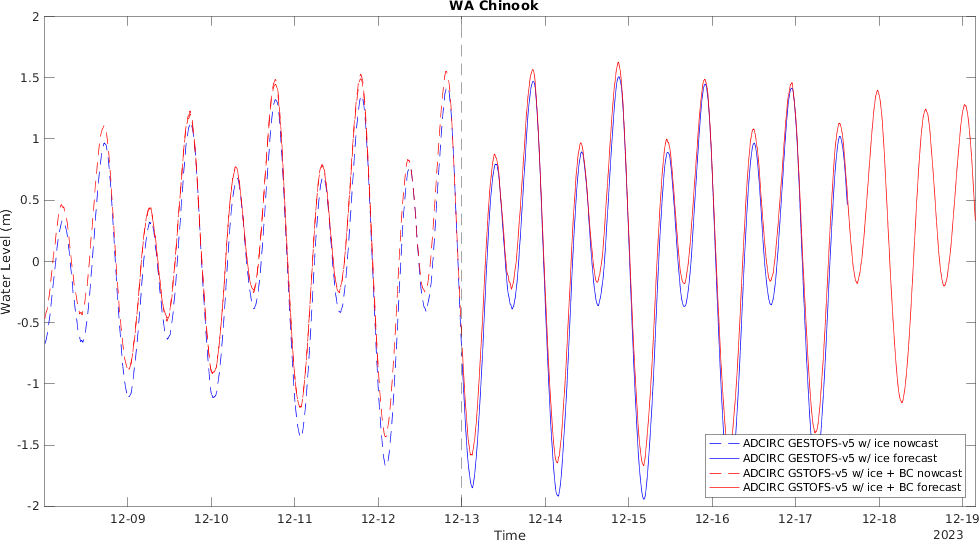 WA Chinook
2
1.5
1
0.5
0
-0.5
-1
-1.5
-2
Water Level (m)
12-09 12-10 12-11 12-12 12-13 12-14 12-15 12-16 12-17 12-18 12-19
Time
2023
ADCIRC GESTOFS-v5 w/ ice nowcast
ADCIRC GESTOFS-v5 w/ ice forecast
ADCIRC GSTOFS-v5 w/ ice + BC nowcast
ADCIRC GSTOFS-v5 w/ ice + BC forecast